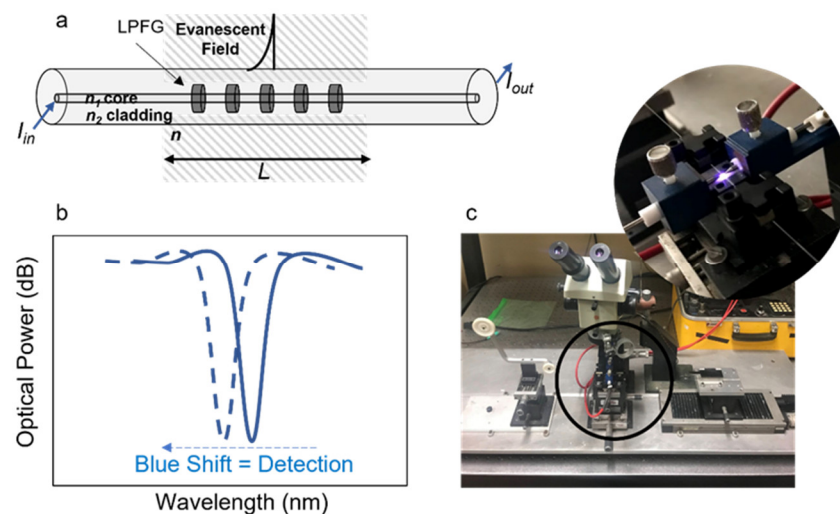 a
LPFG
Evanescent
Field
n₁ core
n₂ cladding
n
I_in
I_out
L
b
Optical Power (dB)
Blue Shift = Detection
Wavelength (nm)
c